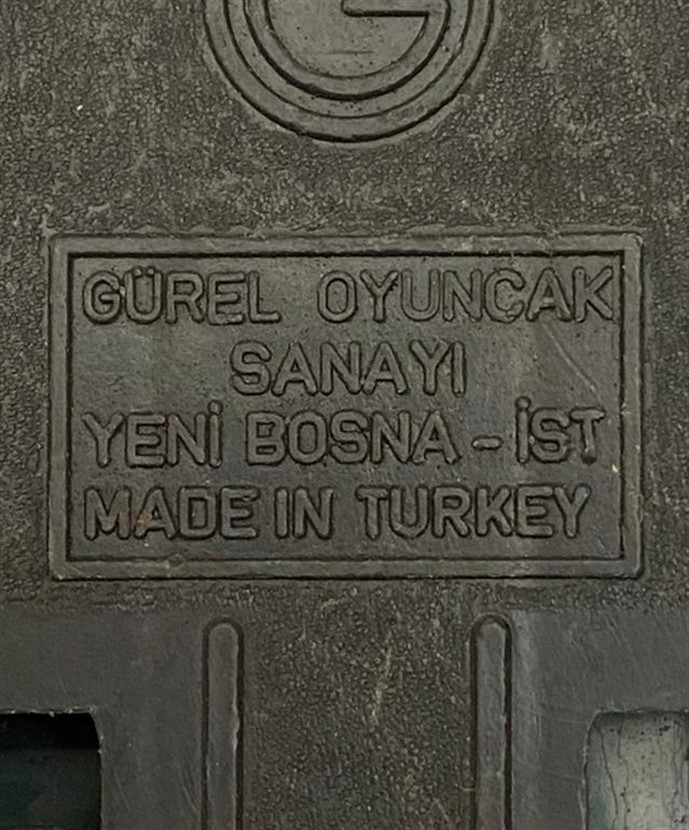 G
GÜREL OYUNCAK
SANAYI
YENİ BOSNA - İST
MADE IN TURKEY